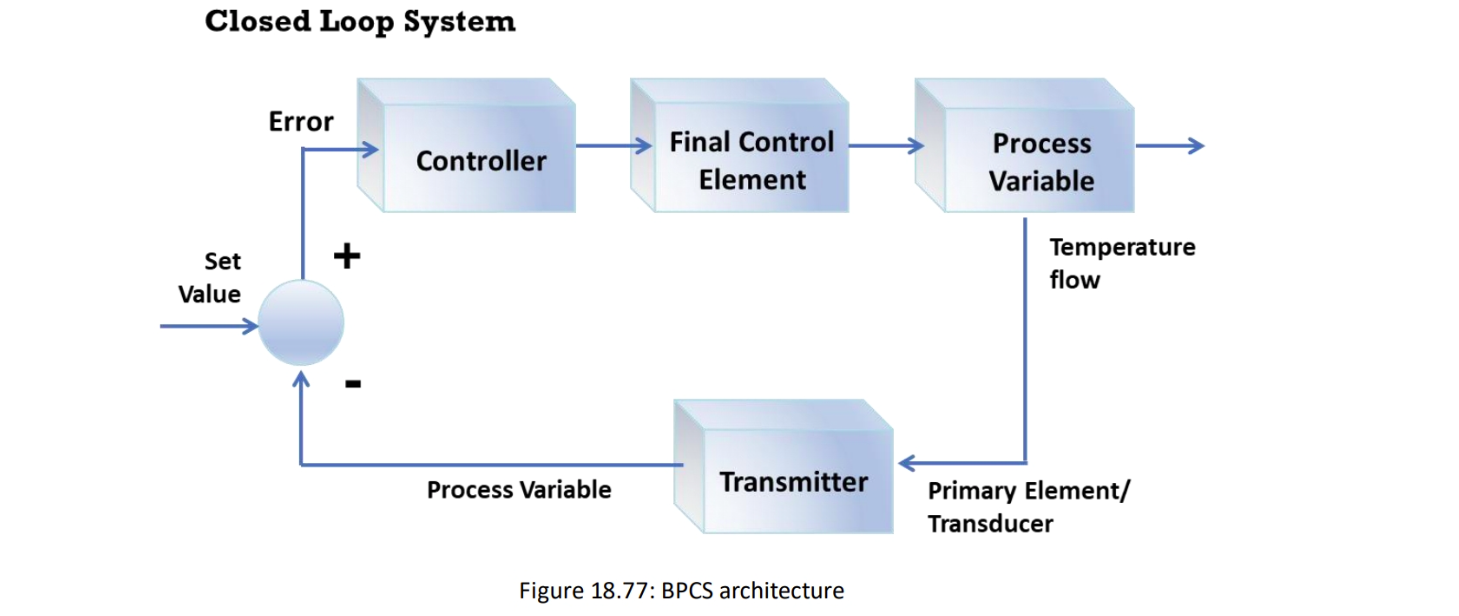 Closed Loop System
Error
Controller
Final Control
Element
Process
Variable
+
Set
Value
Temperature
flow
-
Transmitter
Process Variable
Primary Element/
Transducer
Figure 18.77: BPCS architecture